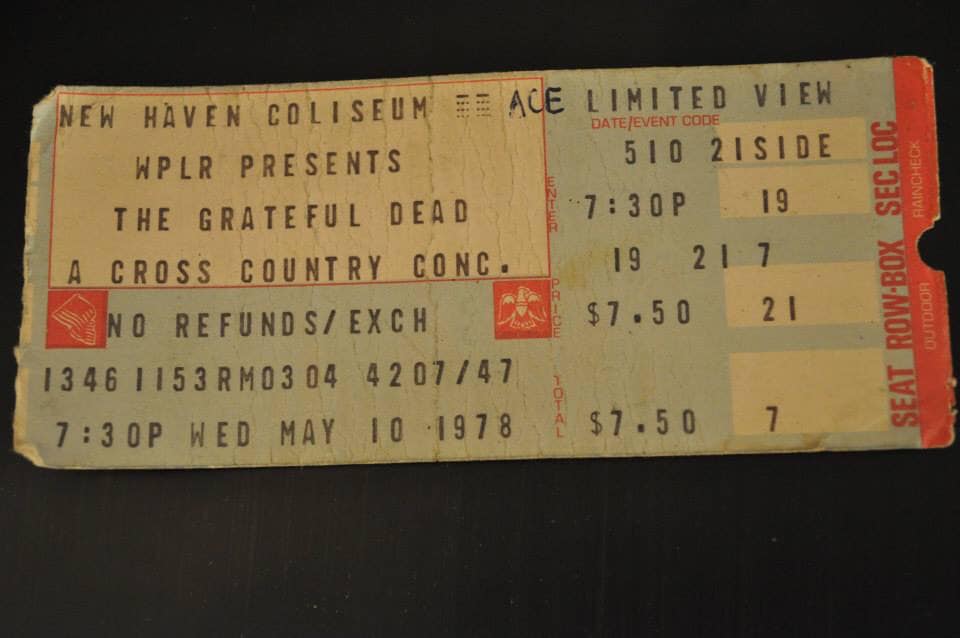 NEW HAVEN COLISEUM ACE LIMITED VIEW
DATE/EVENT CODE
WPLR PRESENTS 510 21SIDE
THE GRATEFUL DEAD ENTER 7:30P 19
A CROSS COUNTRY CONC. 19 21 7
NO REFUNDS/EXCH PRICE $7.50 21
1346 1153RM0304 4207/47
7:30P WED MAY 10 1978 TOTAL $7.50 7
SEAT ROW-BOX SEC LOC
OUTDOOR RAINCHECK